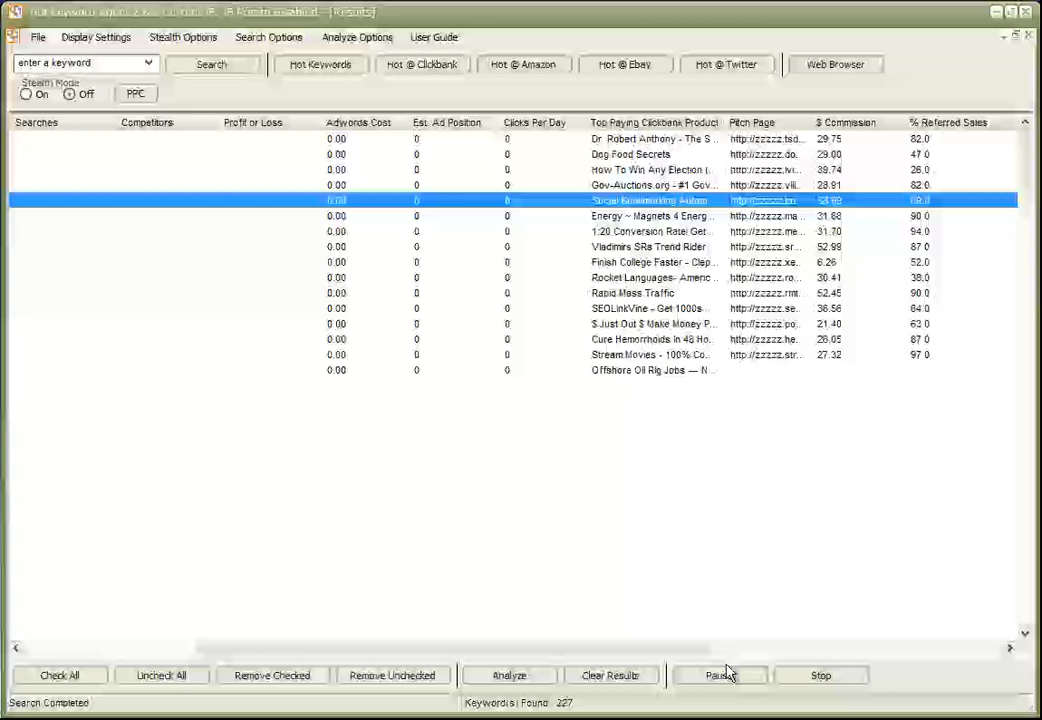 [Results]
File Display Settings Stealth Options Search Options Analyze Options User Guide
enter a keyword Search Hot Keywords Hot @ Clickbank Hot @ Amazon Hot @ Ebay Hot @ Twitter Web Browser
Stealth Mode
On Off PPC
Searches Competitors Profit or Loss Adwords Cost Est. Ad Position Clicks Per Day Top Paying Clickbank Product Pitch Page $ Commission % Referred Sales
0.00 0 0 Dr. Robert Anthony - The S... http://zzzzz.tsd... 29.75 82.0
0.00 0 0 Dog Food Secrets http://zzzzz.do... 29.00 47.0
0.00 0 0 How To Win Any Election (... http://zzzzz.ivi... 39.74 26.0
0.00 0 0 Gov-Auctions.org - #1 Gov... http://zzzzz.vili... 28.91 82.0
0.00 0 0 Social Bookmarking
0.00 0 0 Energy ~ Magnets 4 Energ... http://zzzzz.ma... 31.88 90.0
0.00 0 0 1:20 Conversion Rate! Get... http://zzzzz.me... 31.70 94.0
0.00 0 0 Vladimirs SRs Trend Rider http://zzzzz.sr... 52.99 87.0
0.00 0 0 Finish College Faster - Clep... http://zzzzz.xe... 6.26 52.0
0.00 0 0 Rocket Languages- Americ... http://zzzzz.ro... 30.41 38.0
0.00 0 0 Rapid Mass Traffic http://zzzzz.rmt... 52.45 90.0
0.00 0 0 SEOLinkVine - Get 1000s... http://zzzzz.se... 36.56 64.0
0.00 0 0 $ Just Out $ Make Money P... http://zzzzz.po... 21.40 63.0
0.00 0 0 Cure Hemorrhoids In 48 Ho... http://zzzzz.he... 26.05 87.0
0.00 0 0 Stream Movies - 100% Co... http://zzzzz.str... 27.32 97.0
0.00 0 0 Offshore Oil Rig Jobs --- N...
Check All Uncheck All Remove Checked Remove Unchecked Analyze Clear Results Paus Stop
Search Completed Keyword(s) Found 227